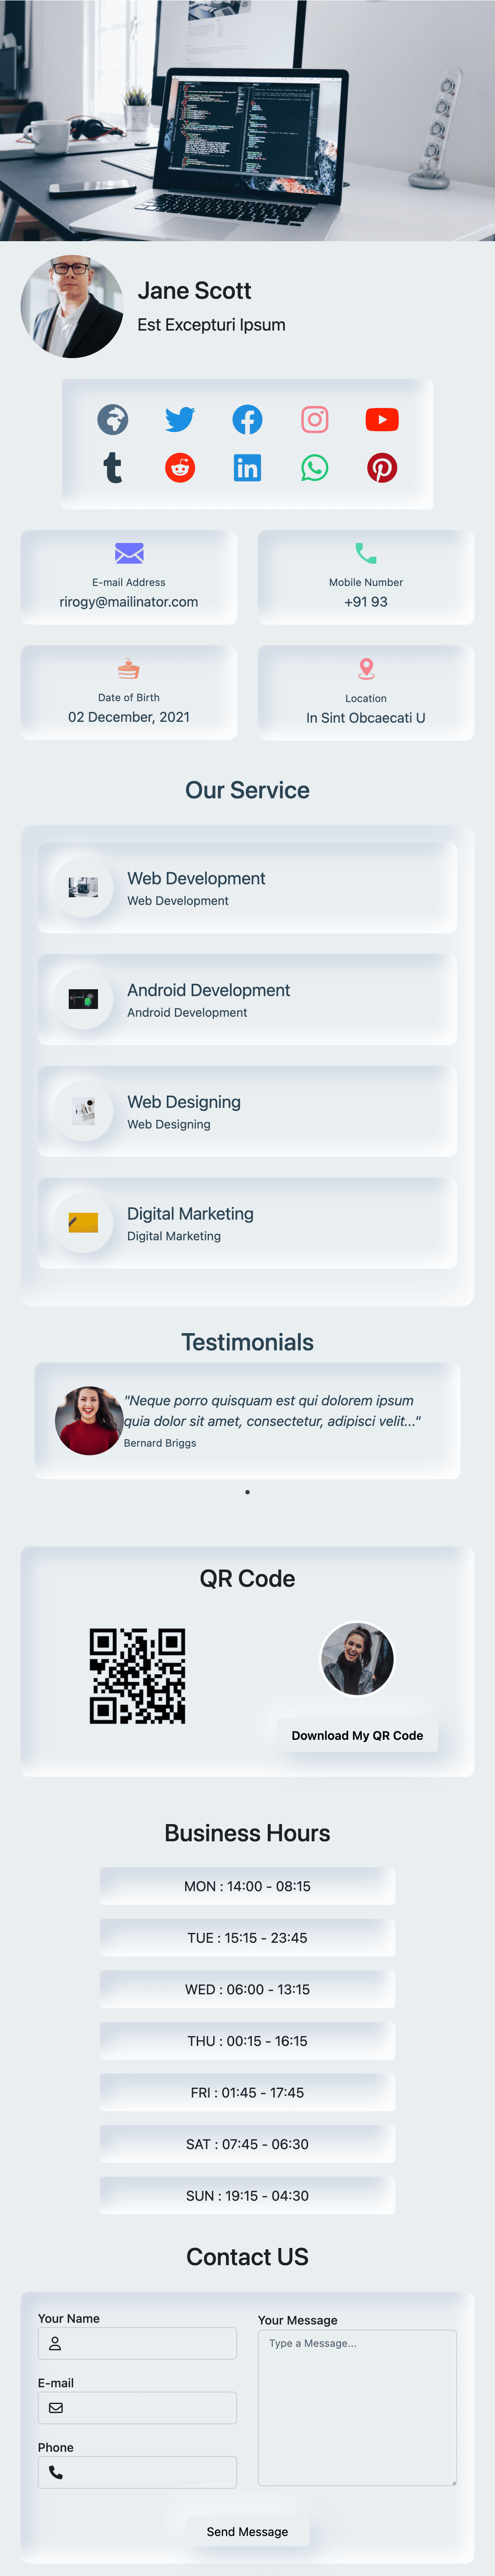 Jane Scott
Est Excepturi Ipsum
E-mail Address
rirogy@mailinator.com
Mobile Number
+91 93
Date of Birth
02 December, 2021
Location
In Sint Obcaecati U
Our Service
Web Development
Web Development
Android Development
Android Development
Web Designing
Web Designing
Digital Marketing
Digital Marketing
Testimonials
"Neque porro quisquam est qui dolorem ipsum
quia dolor sit amet, consectetur, adipisci velit..."
Bernard Briggs
QR Code
Download My QR Code
Business Hours
MON : 14:00 - 08:15
TUE : 15:15 - 23:45
WED : 06:00 - 13:15
THU : 00:15 - 16:15
FRI : 01:45 - 17:45
SAT : 07:45 - 06:30
SUN : 19:15 - 04:30
Contact US
Your Name
E-mail
Phone
Your Message
Type a Message...
Send Message